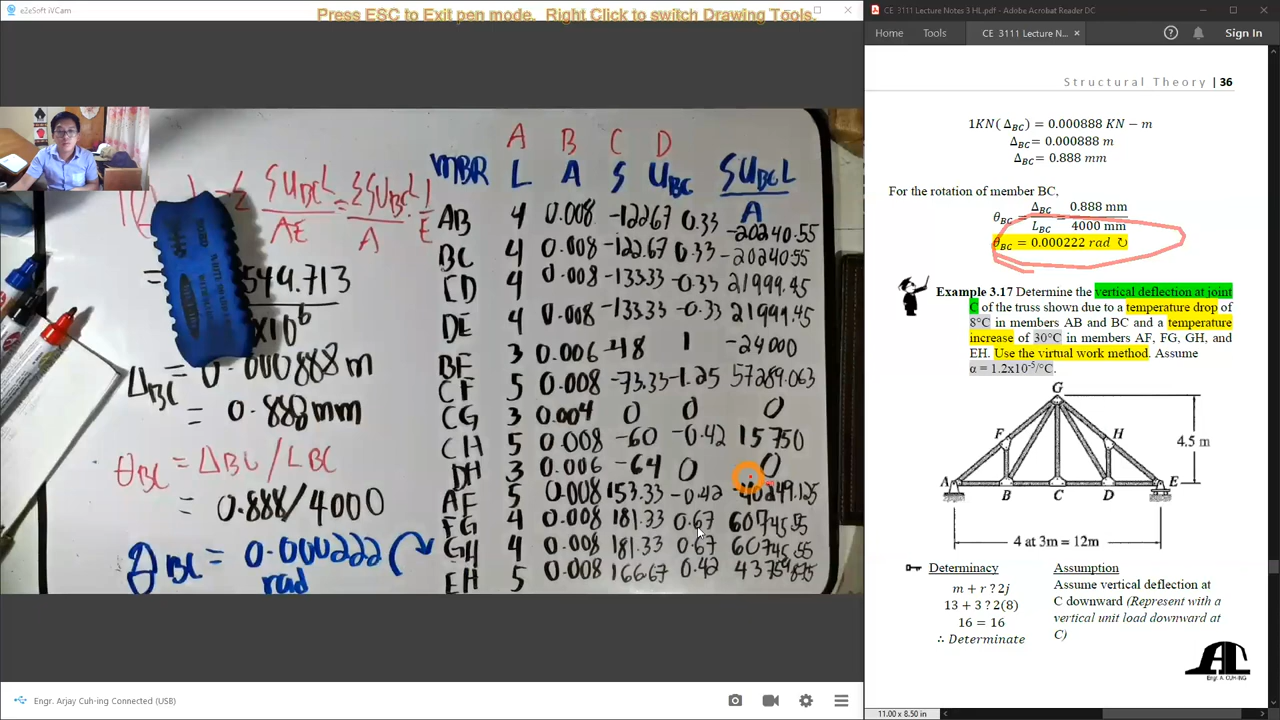 e2eSoft iVCam
Press ESC to Exit pen mode. Right Click to switch Drawing Tools.
CE 3111 Lecture Notes 3 HL.pdf - Adobe Acrobat Reader DC
Home Tools CE 3111 Lecture N... Sign In
A B C D
MBR L A S U_BC SU_BC L / A
AB 4 0.008 -122.67 0.33 -20240.55
BC 4 0.008 -122.67 0.33 -20240.55
CD 4 0.008 -133.33 -0.33 21999.45
DE 4 0.008 -133.33 -0.33 21999.45
BF 3 0.006 -48 1 -24000
CF 5 0.008 -73.33 -1.25 57289.063
CG 3 0.004 0 0 0
CH 5 0.008 -60 -0.42 15750
DH 3 0.006 -64 0 0
AF 5 0.008 153.33 -0.42 -40249.125
FG 4 0.008 181.33 0.67 60745.55
GH 4 0.008 181.33 0.67 60745.55
EH 5 0.008 166.67 0.42 43750.875
SU_BC L / AE = Σ SU_BC L / A · 1/E
= 549.713
x10^6
Δ_BC = 0.000888 m
= 0.888 mm
θ_BC = Δ_BC / L_BC
= 0.888/4000
θ_BC = 0.000222
rad
Engr. Arjay Cuh-ing Connected (USB)
Structural Theory | 36
1KN(Δ_BC) = 0.000888 KN − m
Δ_BC = 0.000888 m
Δ_BC = 0.888 mm
For the rotation of member BC.
θ_BC = Δ_BC / L_BC = 0.888 mm / 4000 mm
θ_BC = 0.000222 rad ↻
Example 3.17 Determine the vertical deflection at joint
C of the truss shown due to a temperature drop of
8°C in members AB and BC and a temperature
increase of 30°C in members AF, FG, GH, and
EH. Use the virtual work method. Assume
α = 1.2x10⁻⁵/°C.
G
F H
4.5 m
A B C D E
4 at 3m = 12m
Determinacy
m + r ? 2j
13 + 3 ? 2(8)
16 = 16
∴ Determinate
Assumption
Assume vertical deflection at
C downward (Represent with a
vertical unit load downward at
C)
Engr. A. CUH-ING
11.00 x 8.50 in